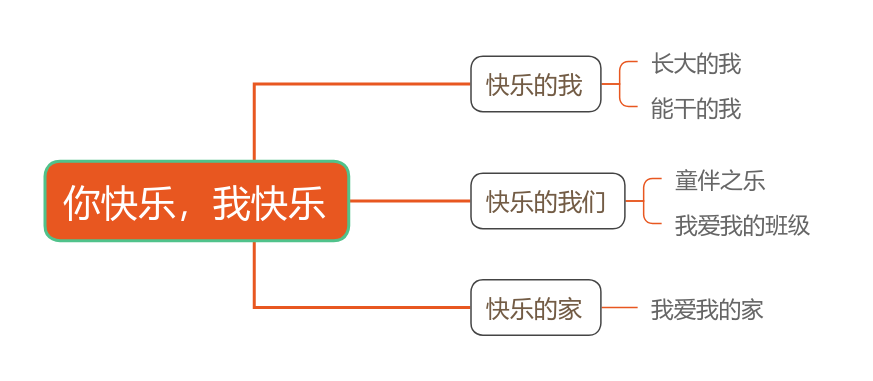 你快乐，我快乐
快乐的我
长大的我
能干的我
快乐的我们
童伴之乐
我爱我的班级
快乐的家
我爱我的家